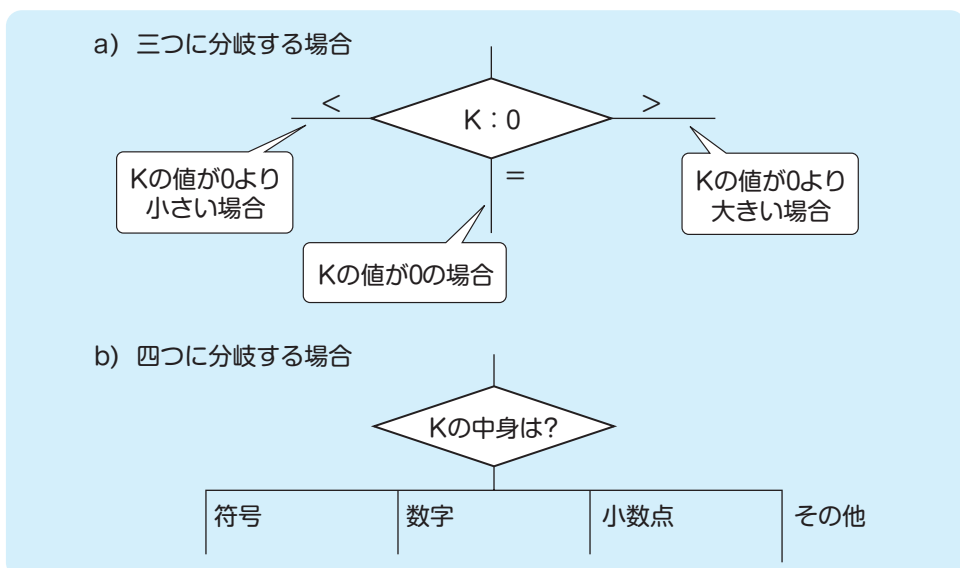 a) 三つに分岐する場合
<
K：0
>
Kの値が0より
小さい場合
=
Kの値が0より
大きい場合
Kの値が0の場合
b) 四つに分岐する場合
Kの中身は?
符号
数字
小数点
その他